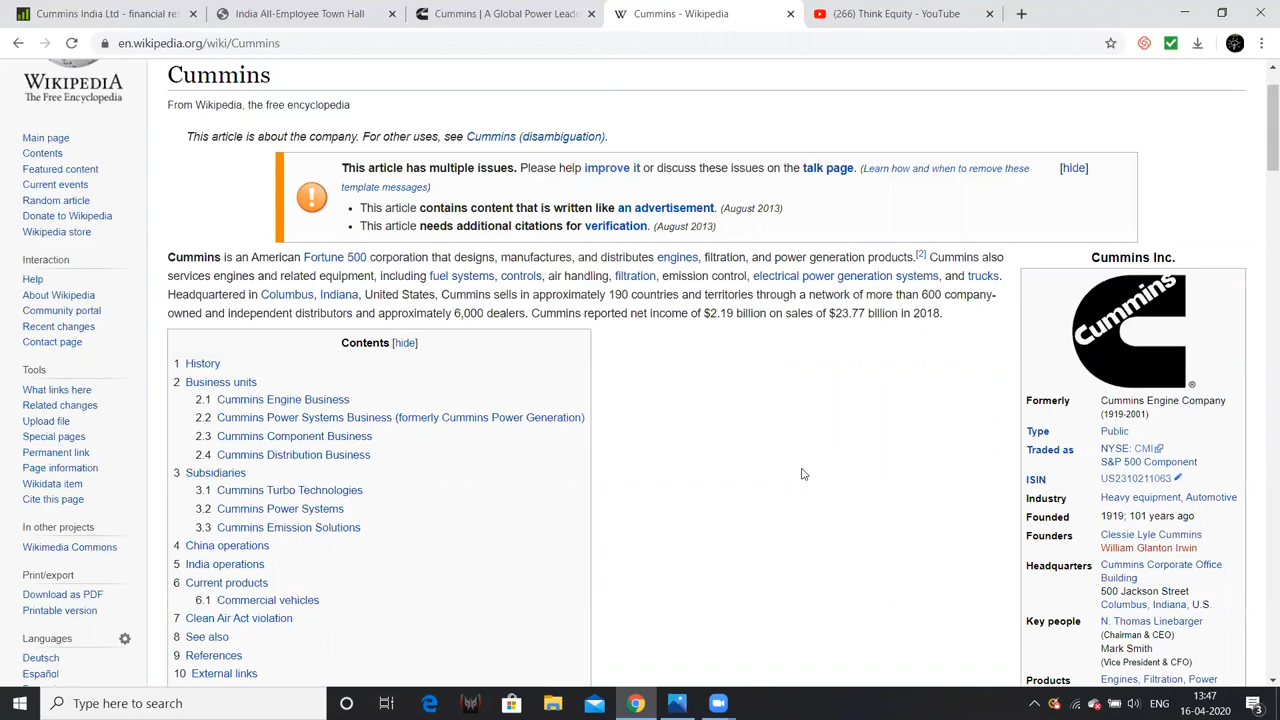 Cummins India Ltd - financial res
India All-Employee Town Hall
Cummins | A Global Power Leade
Cummins - Wikipedia
(266) Think Equity - YouTube
en.wikipedia.org/wiki/Cummins
WIKIPEDIA
The Free Encyclopedia
Main page
Contents
Featured content
Current events
Random article
Donate to Wikipedia
Wikipedia store
Interaction
Help
About Wikipedia
Community portal
Recent changes
Contact page
Tools
What links here
Related changes
Upload file
Special pages
Permanent link
Page information
Wikidata item
Cite this page
In other projects
Wikimedia Commons
Print/export
Download as PDF
Printable version
Languages
Deutsch
Español
Cummins
From Wikipedia, the free encyclopedia
This article is about the company. For other uses, see Cummins (disambiguation).
This article has multiple issues. Please help improve it or discuss these issues on the talk page. (Learn how and when to remove these
template messages)
[hide]
• This article contains content that is written like an advertisement. (August 2013)
• This article needs additional citations for verification. (August 2013)
Cummins is an American Fortune 500 corporation that designs, manufactures, and distributes engines, filtration, and power generation products.[2] Cummins also
services engines and related equipment, including fuel systems, controls, air handling, filtration, emission control, electrical power generation systems, and trucks.
Headquartered in Columbus, Indiana, United States, Cummins sells in approximately 190 countries and territories through a network of more than 600 company-
owned and independent distributors and approximately 6,000 dealers. Cummins reported net income of $2.19 billion on sales of $23.77 billion in 2018.
Contents [hide]
1 History
2 Business units
2.1 Cummins Engine Business
2.2 Cummins Power Systems Business (formerly Cummins Power Generation)
2.3 Cummins Component Business
2.4 Cummins Distribution Business
3 Subsidiaries
3.1 Cummins Turbo Technologies
3.2 Cummins Power Systems
3.3 Cummins Emission Solutions
4 China operations
5 India operations
6 Current products
6.1 Commercial vehicles
7 Clean Air Act violation
8 See also
9 References
10 External links
Cummins Inc.
Cummins
®
Formerly Cummins Engine Company
(1919-2001)
Type Public
Traded as NYSE: CMI
S&P 500 Component
ISIN US2310211063
Industry Heavy equipment, Automotive
Founded 1919; 101 years ago
Founders Clessie Lyle Cummins
William Glanton Irwin
Headquarters Cummins Corporate Office
Building
500 Jackson Street
Columbus, Indiana, U.S.
Key people N. Thomas Linebarger
(Chairman & CEO)
Mark Smith
(Vice President & CFO)
Products Engines, Filtration, Power
Type here to search
ENG
13:47
16-04-2020
3